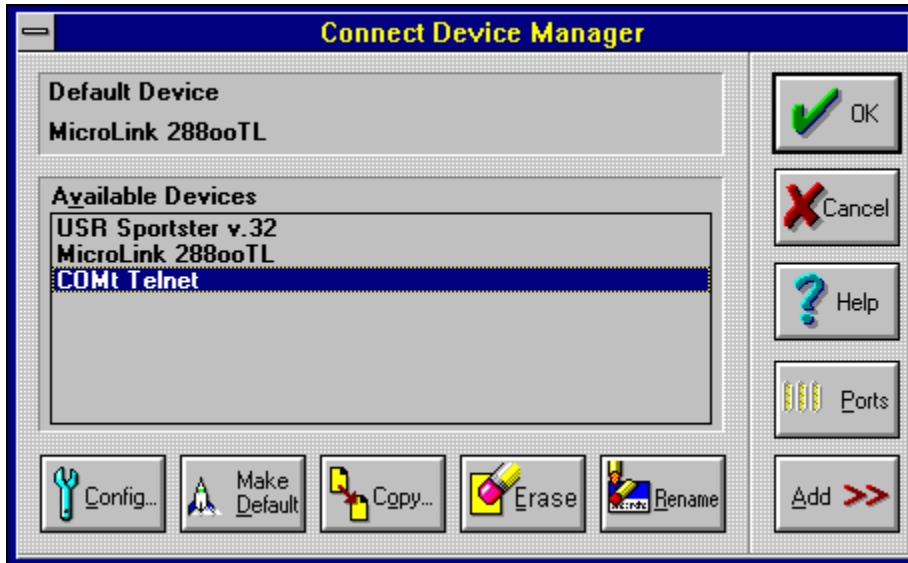 Connect Device Manager
Default Device
MicroLink 288ooTL
Available Devices
USR Sportster v.32
MicroLink 288ooTL
COMt Telnet
OK
Cancel
Help
Ports
Config...
Make
Default
Copy...
Erase
Rename
Add >>